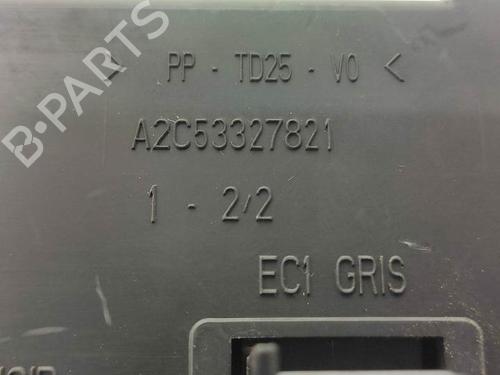 > PP - TD25 - V0 <
A2C53327821
1 - 2/2
EC1 GRIS
B-PARTS